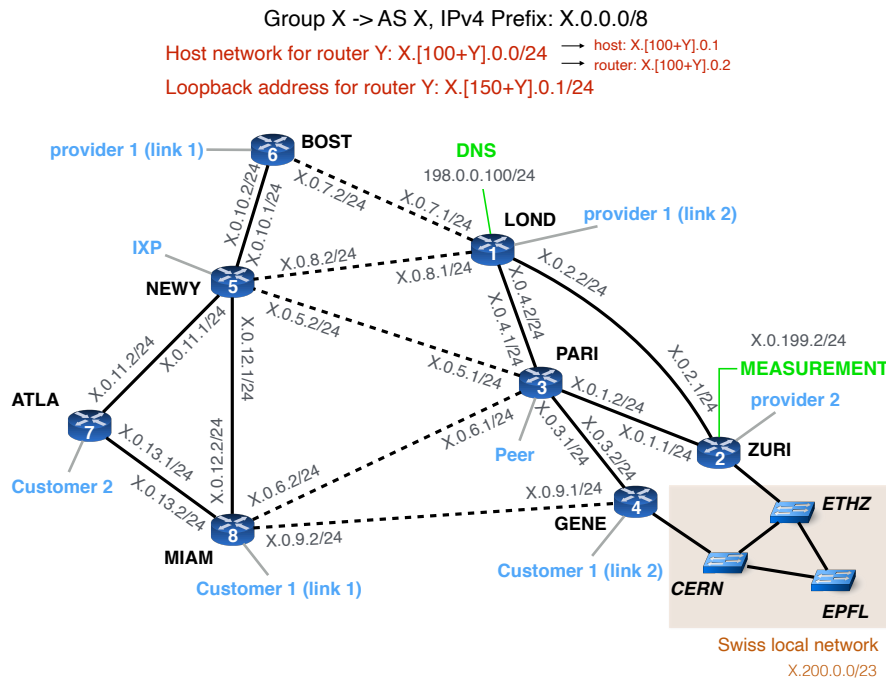 Group X -> AS X, IPv4 Prefix: X.0.0.0/8
Host network for router Y: X.[100+Y].0.0/24
host: X.[100+Y].0.1
router: X.[100+Y].0.2
Loopback address for router Y: X.[150+Y].0.1/24
provider 1 (link 1)
6
BOST
DNS
198.0.0.100/24
LOND
provider 1 (link 2)
1
X.0.10.2/24
X.0.10.1/24
X.0.7.2/24
X.0.7.1/24
IXP
5
NEWY
X.0.8.2/24
X.0.8.1/24
X.0.2.2/24
X.0.4.2/24
X.0.4.1/24
X.0.5.2/24
X.0.5.1/24
X.0.11.2/24
X.0.11.1/24
X.0.12.1/24
PARI
3
X.0.199.2/24
MEASUREMENT
X.0.2.1/24
X.0.1.2/24
X.0.1.1/24
provider 2
2
ZURI
ATLA
7
Customer 2
X.0.13.1/24
X.0.13.2/24
X.0.12.2/24
X.0.6.1/24
X.0.6.2/24
Peer
X.0.3.1/24
X.0.3.2/24
X.0.9.1/24
X.0.9.2/24
4
GENE
8
MIAM
Customer 1 (link 1)
Customer 1 (link 2)
ETHZ
CERN
EPFL
Swiss local network
X.200.0.0/23